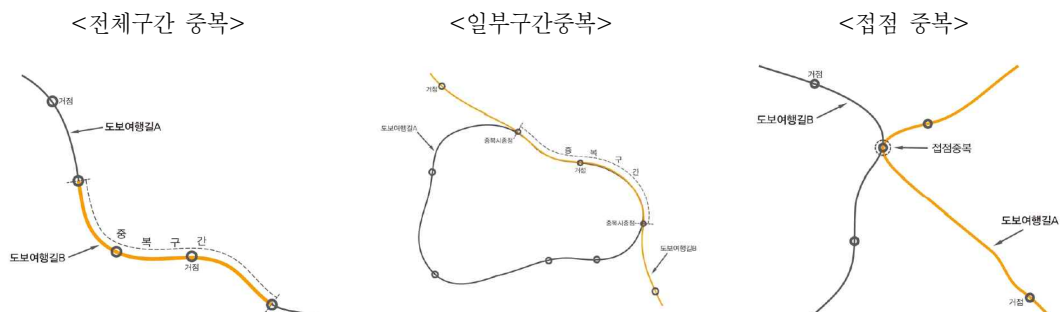 <전체구간 중복>
거점
도보여행길A
중 복 구 간
도보여행길B
거점
<일부구간중복>
거점
도보여행길A
중복시종점
중 복 구 간
거점
중복시종점
도보여행길B
<접점 중복>
거점
도보여행길B
접점중복
도보여행길A
거점